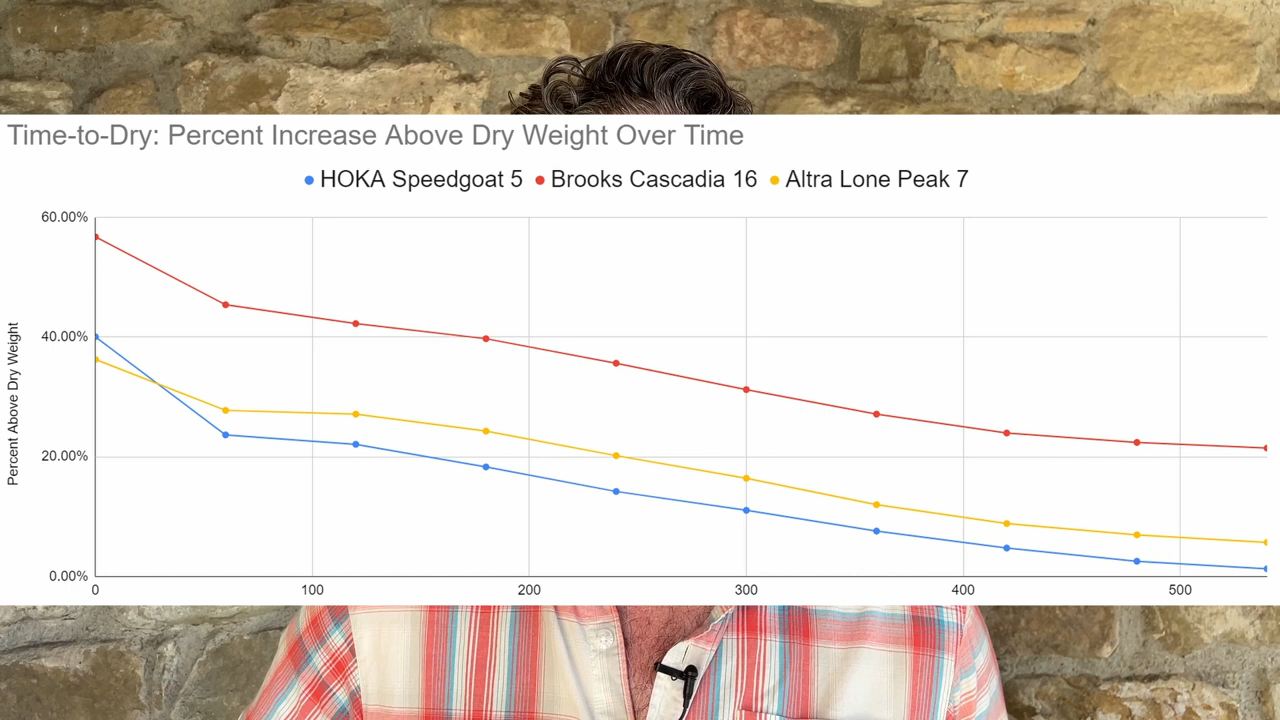 Time-to-Dry: Percent Increase Above Dry Weight Over Time
HOKA Speedgoat 5 Brooks Cascadia 16 Altra Lone Peak 7
60.00%
40.00%
20.00%
0.00%
Percent Above Dry Weight
0 100 200 300 400 500